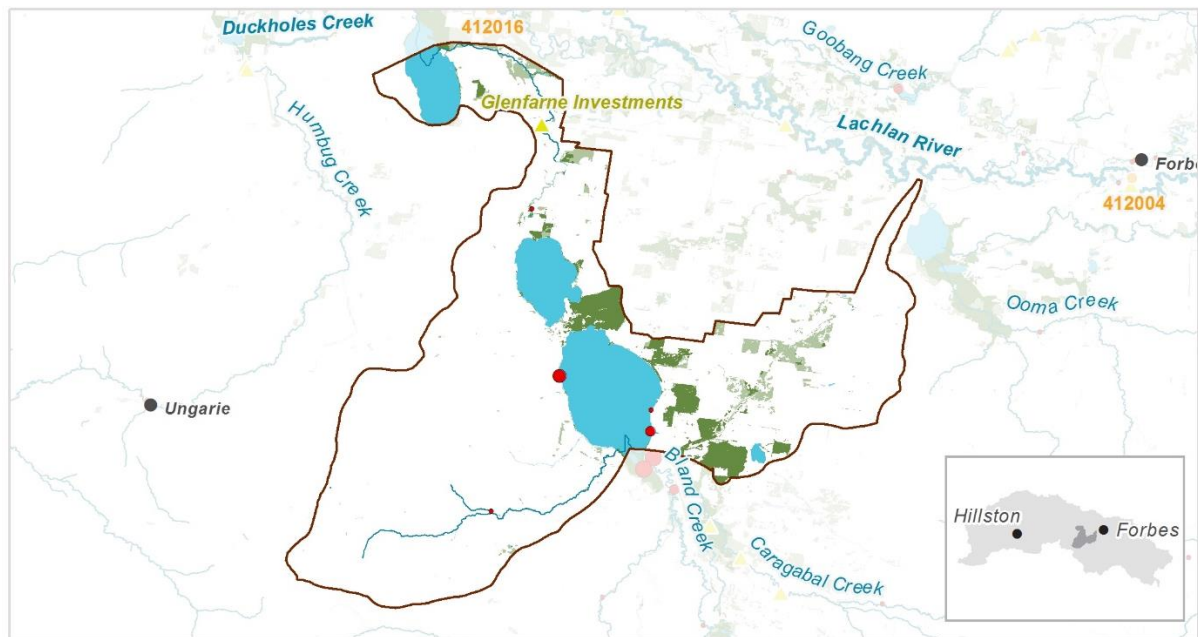 Duckholes Creek
412016
Goobang Creek
Glenfarne Investments
Humbug Creek
Lachlan River
Forb
412004
Ooma Creek
Ungarie
Bland Creek
Caragabal Creek
Hillston
Forbes